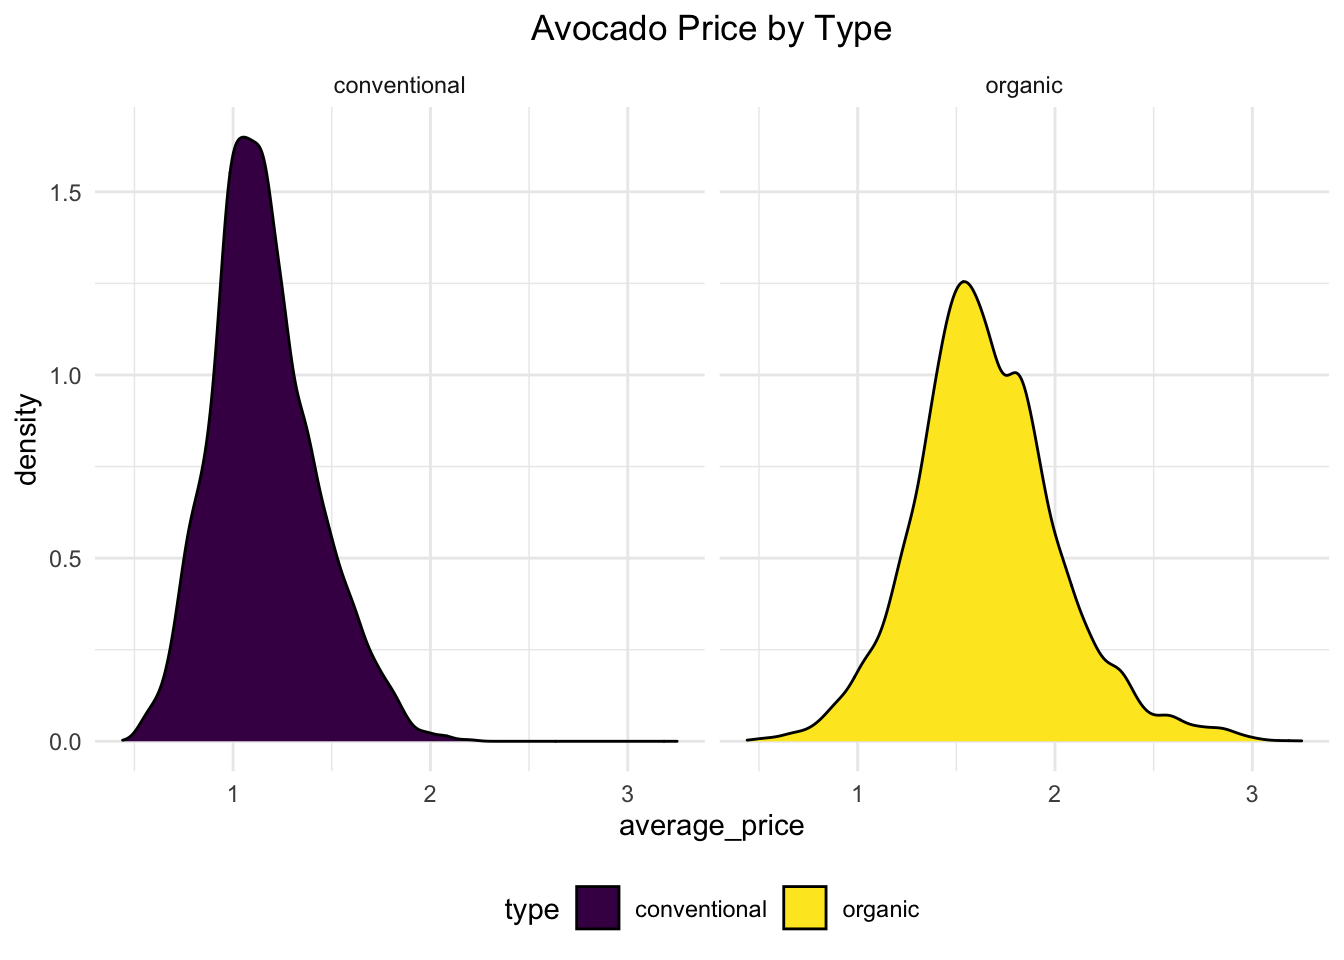 Avocado Price by Type
conventional organic
1.5
1.0
0.5
0.0
density
1 2 3 1 2 3
average_price
type conventional organic